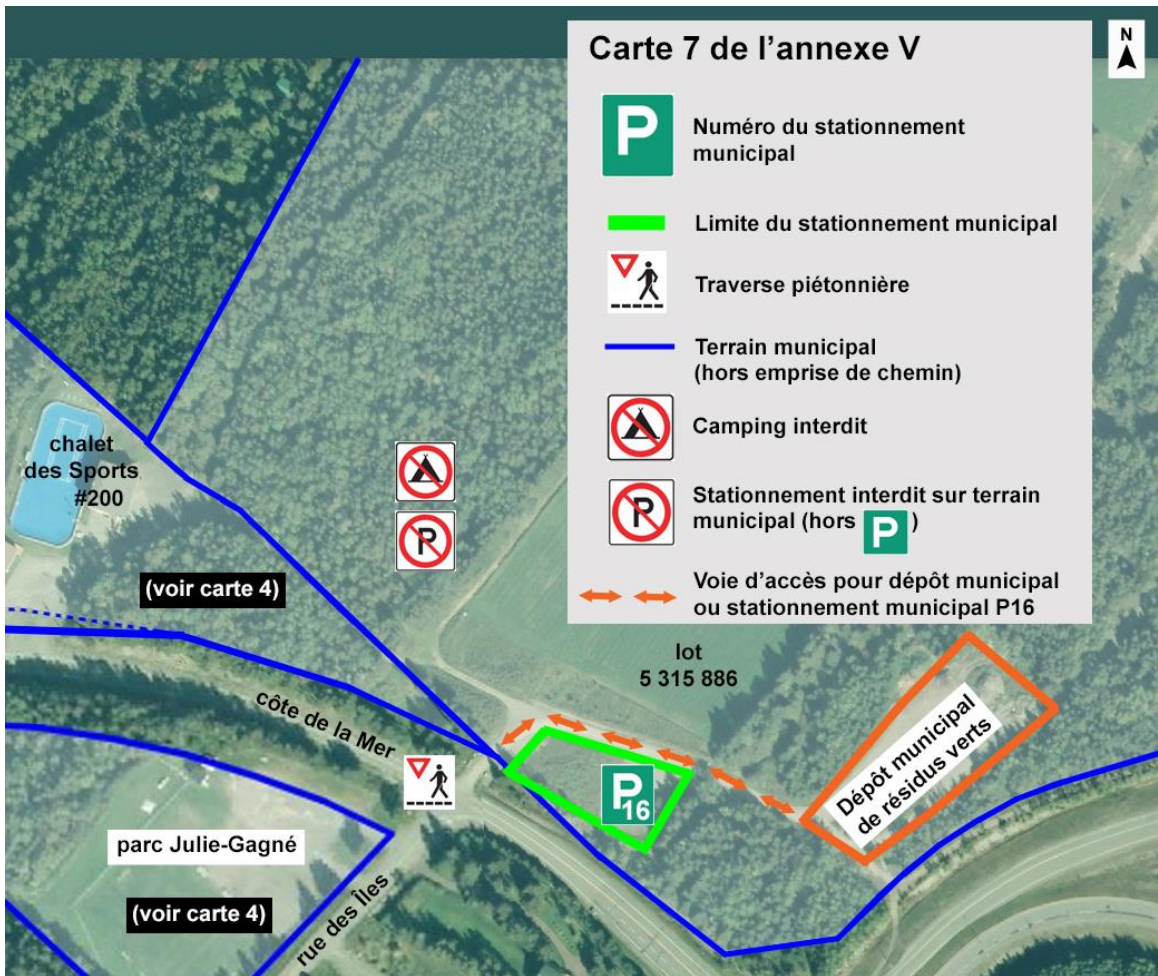 Carte 7 de l'annexe V
N
P
Numéro du stationnement
municipal
Limite du stationnement municipal
Traverse piétonnière
Terrain municipal
(hors emprise de chemin)
Camping interdit
P
Stationnement interdit sur terrain
municipal (hors P )
Voie d'accès pour dépôt municipal
ou stationnement municipal P16
chalet
des Sports
#200
P
(voir carte 4)
lot
5 315 886
côte de la Mer
P16
Dépôt municipal
de résidus verts
parc Julie-Gagné
(voir carte 4)
rue des Îles